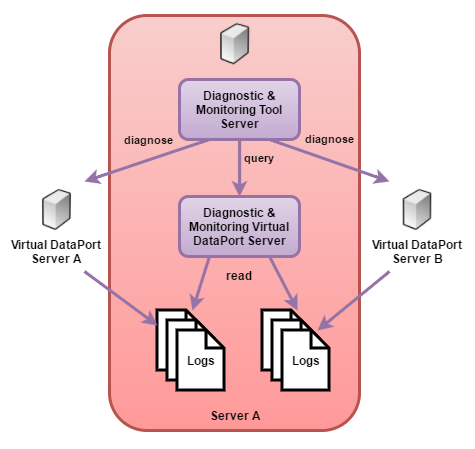 Diagnostic &
Monitoring Tool
Server
diagnose
diagnose
query
Virtual DataPort
Server A
Diagnostic &
Monitoring Virtual
DataPort Server
Virtual DataPort
Server B
read
Logs
Logs
Server A